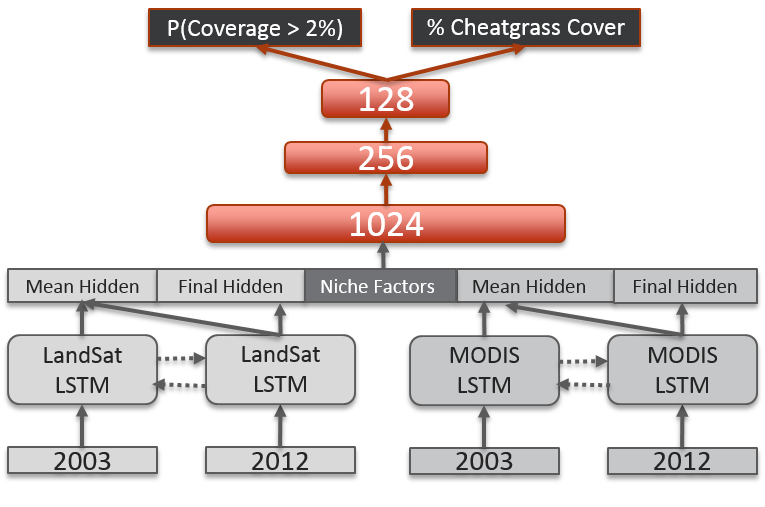 P(Coverage > 2%)
% Cheatgrass Cover
128
256
1024
Mean Hidden
Final Hidden
Niche Factors
Mean Hidden
Final Hidden
LandSat
LSTM
LandSat
LSTM
MODIS
LSTM
MODIS
LSTM
2003
2012
2003
2012